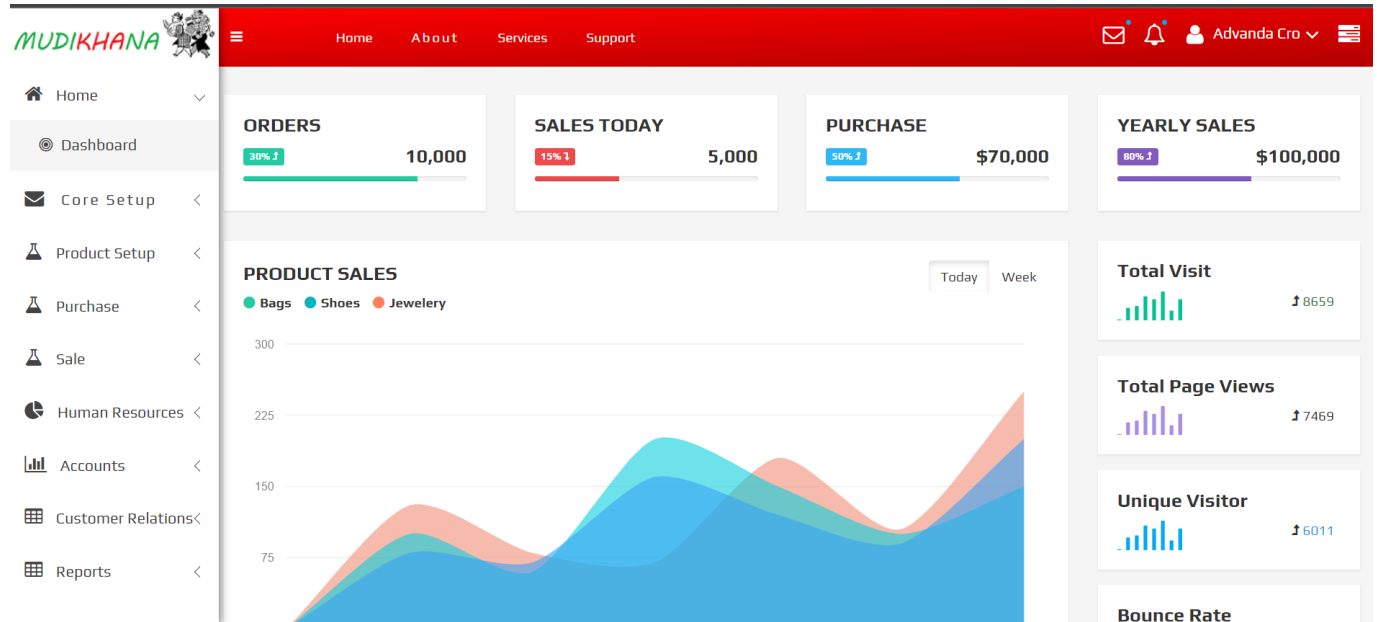 MUDIKHANA
Home About Services Support
Advanda Cro
Home
Dashboard
Core Setup
Product Setup
Purchase
Sale
Human Resources
Accounts
Customer Relations
Reports
ORDERS
30%
10,000
SALES TODAY
15%
5,000
PURCHASE
50%
$70,000
YEARLY SALES
80%
$100,000
PRODUCT SALES
Today Week
Bags Shoes Jewelery
300
225
150
75
Total Visit
8659
Total Page Views
7469
Unique Visitor
6011
Bounce Rate